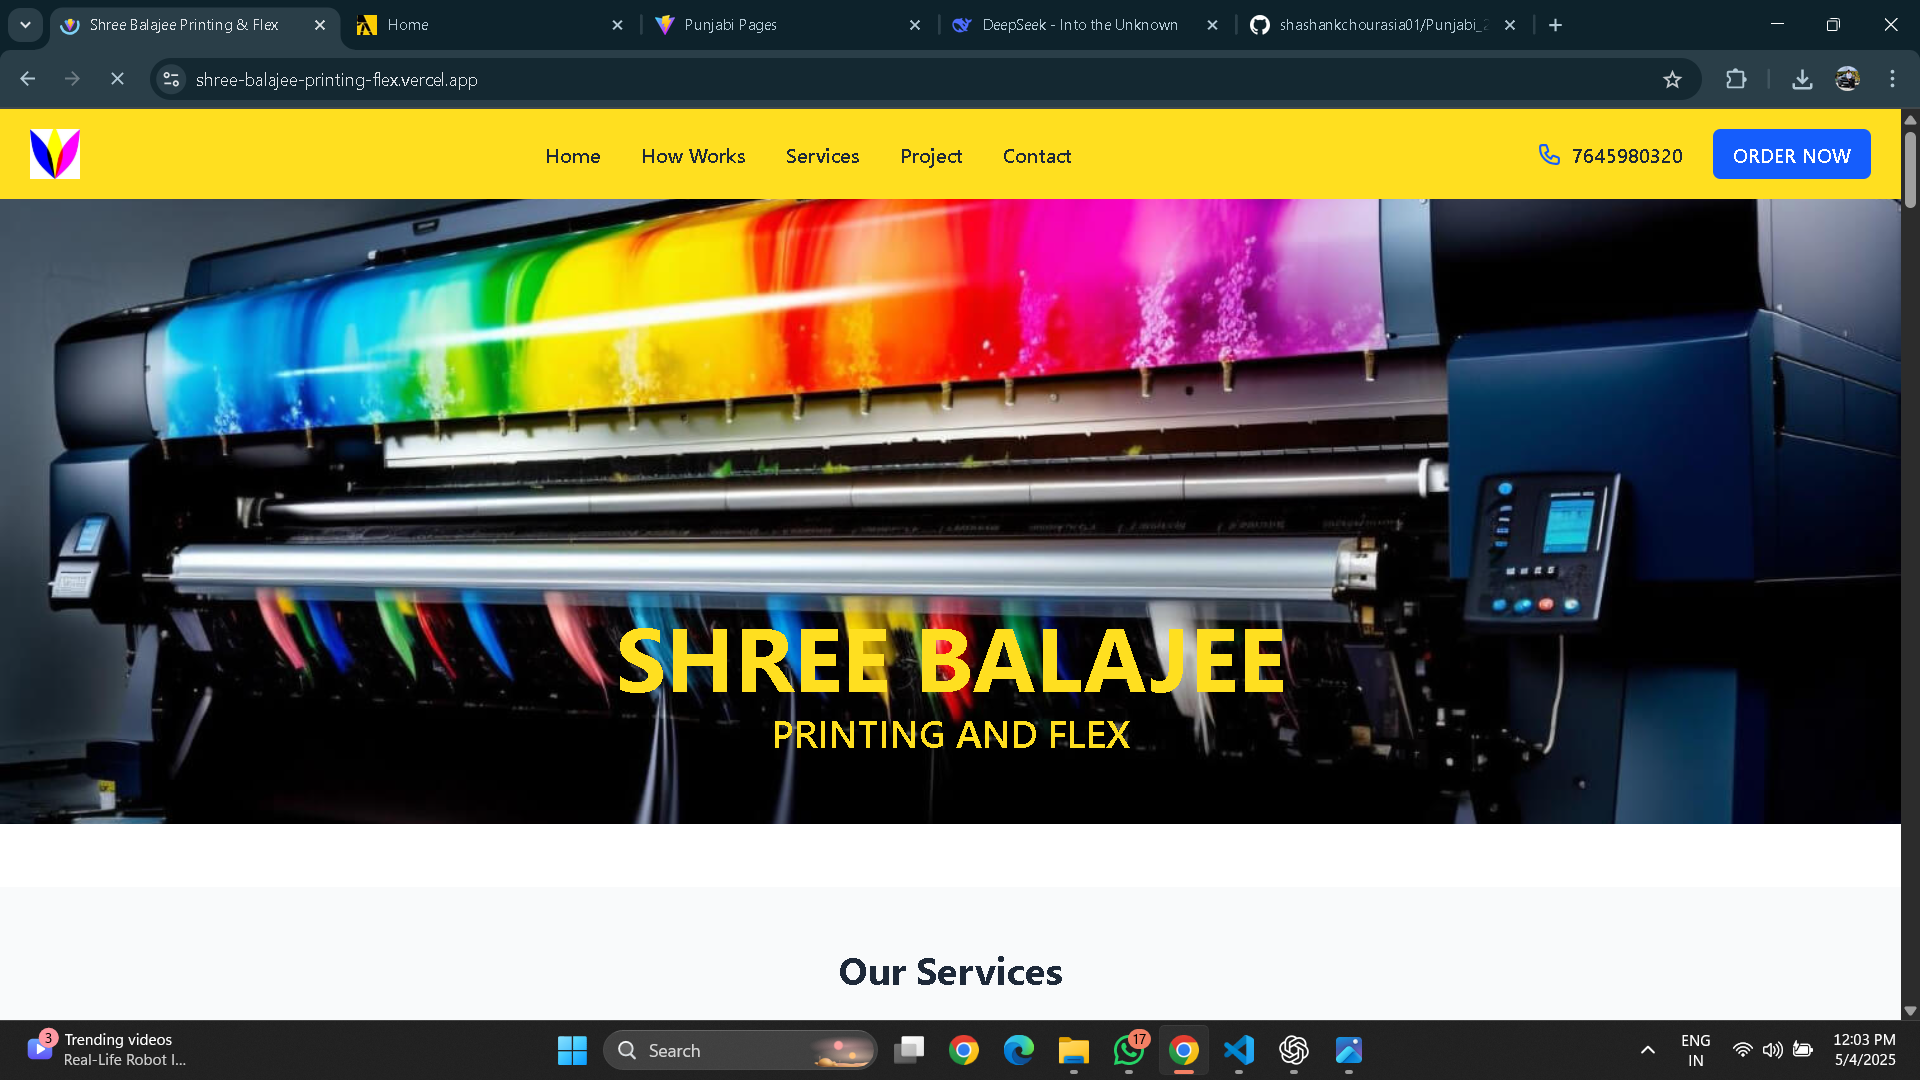 Shree Balajee Printing & Flex
Home
Punjabi Pages
DeepSeek - Into the Unknown
shashankchourasia01/Punjabi_
shree-balajee-printing-flex.vercel.app
Home
How Works
Services
Project
Contact
7645980320
ORDER NOW
SHREE BALAJEE
PRINTING AND FLEX
Our Services
3
Trending videos
Real-Life Robot I...
Search
17
ENG
IN
12:03 PM
5/4/2025